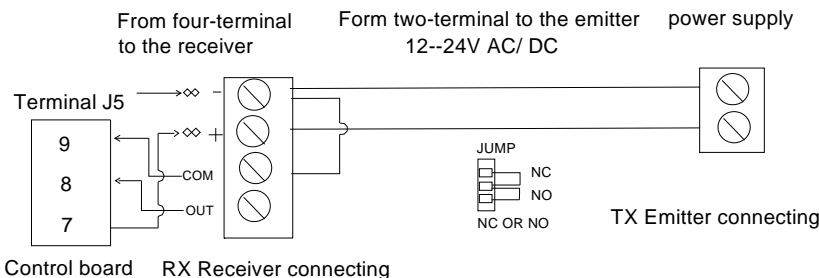 From four-terminal
to the receiver
Form two-terminal to the emitter
12--24V AC/ DC
power supply
Terminal J5
-
+
9
8
7
COM
OUT
JUMP
NC
NO
NC OR NO
TX Emitter connecting
Control board
RX Receiver connecting